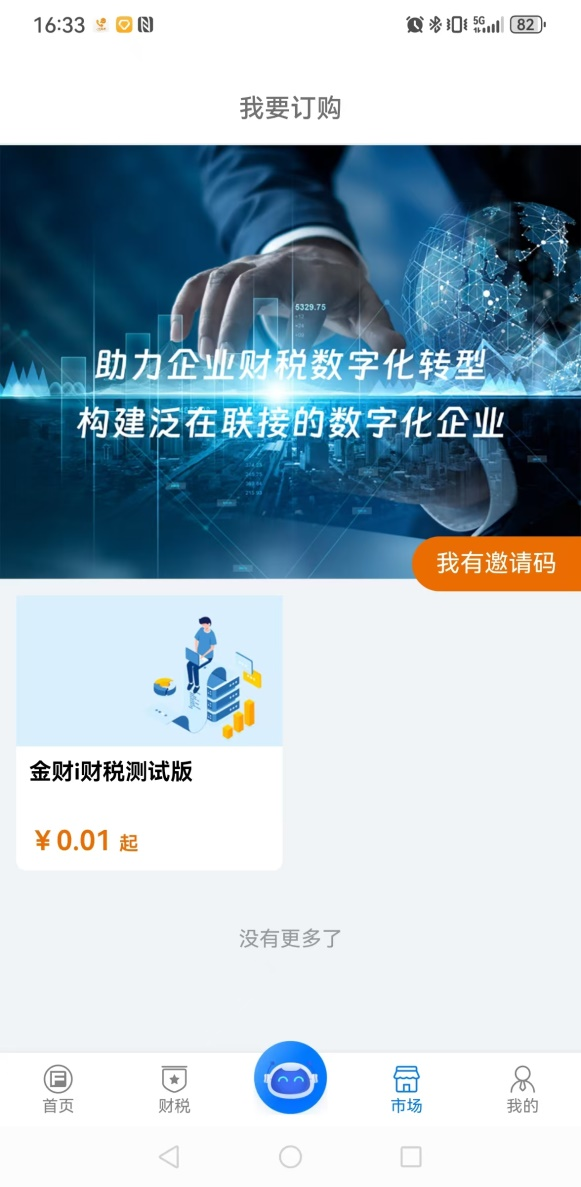 16:33
5G
82
我要订购
5329.75
助力企业财税数字化转型
构建泛在联接的数字化企业
我有邀请码
金财i财税测试版
￥0.01 起
没有更多了
首页
财税
市场
我的